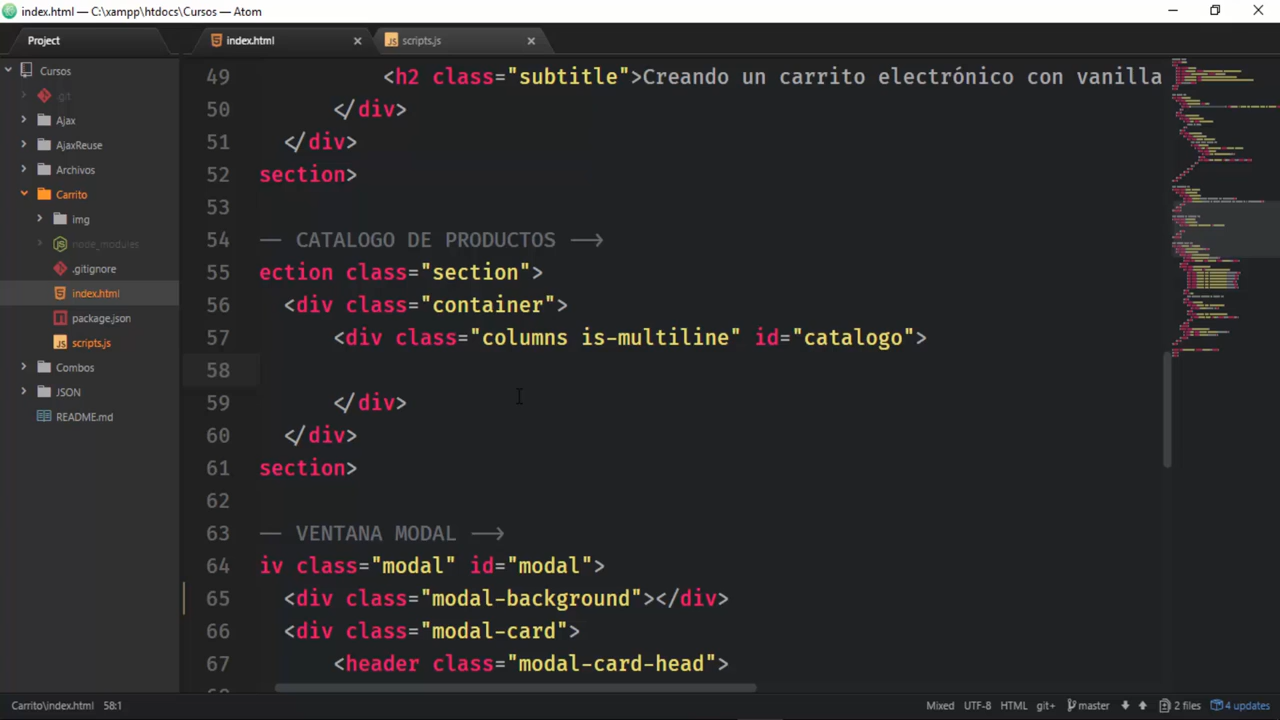 index.html — C:\xampp\htdocs\Cursos — Atom
Project
index.html
scripts.js
Cursos
.git
Ajax
AjaxReuse
Archivos
Carrito
img
node_modules
.gitignore
index.html
package.json
scripts.js
Combos
JSON
README.md
49 <h2 class="subtitle">Creando un carrito electrónico con vanilla
50 </div>
51 </div>
52 section>
53
54 — CATALOGO DE PRODUCTOS -->
55 ection class="section">
56 <div class="container">
57 <div class="columns is-multiline" id="catalogo">
58
59 </div>
60 </div>
61 section>
62
63 — VENTANA MODAL -->
64 iv class="modal" id="modal">
65 <div class="modal-background"></div>
66 <div class="modal-card">
67 <header class="modal-card-head">
Carrito\index.html 58:1
Mixed UTF-8 HTML git+ master 2 files 4 updates